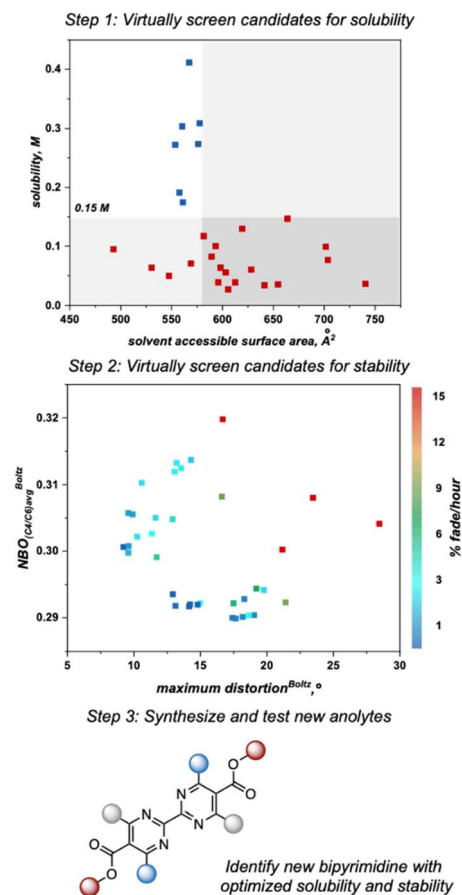 Step 1: Virtually screen candidates for solubility
solubility, M
0.4
0.3
0.2
0.1
0.0
0.15 M
450 500 550 600 650 700 750
solvent accessible surface area, Å²
Step 2: Virtually screen candidates for stability
NBO(C4/C6)avg Boltz
0.32
0.31
0.30
0.29
5 10 15 20 25 30
maximum distortion Boltz, °
15
12
9
6
3
1
% fade/hour
Step 3: Synthesize and test new anolytes
O
O
N
N
N
N
O
O
Identify new bipyrimidine with
optimized solubility and stability